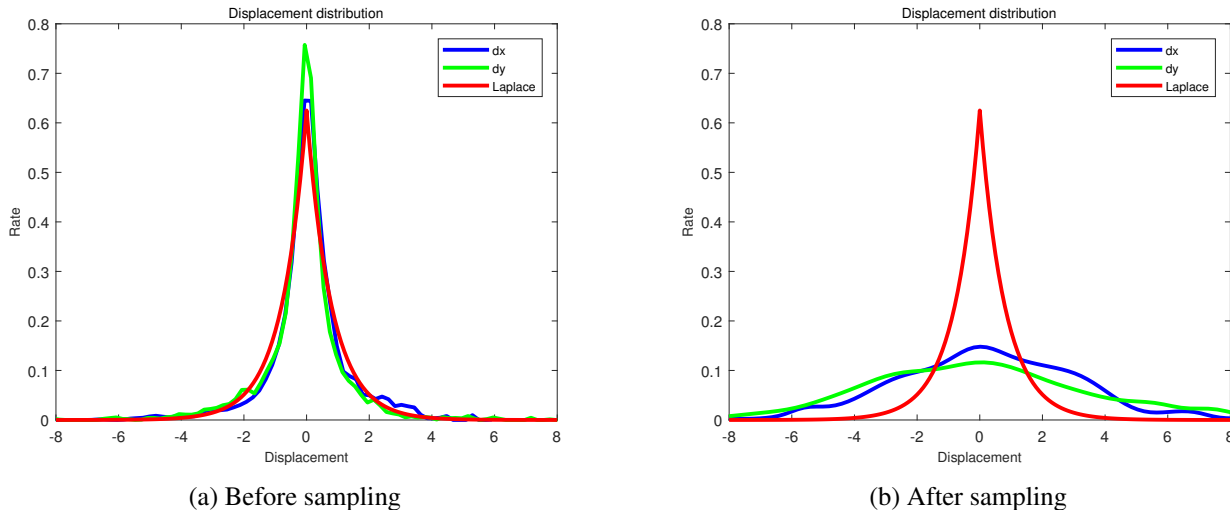 Displacement distribution
0.8
0.7
0.6
0.5
0.4
0.3
0.2
0.1
0
Rate
dx
dy
Laplace
-8 -6 -4 -2 0 2 4 6 8
Displacement
(a) Before sampling
Displacement distribution
0.8
0.7
0.6
0.5
0.4
0.3
0.2
0.1
0
Rate
dx
dy
Laplace
-8 -6 -4 -2 0 2 4 6 8
Displacement
(b) After sampling